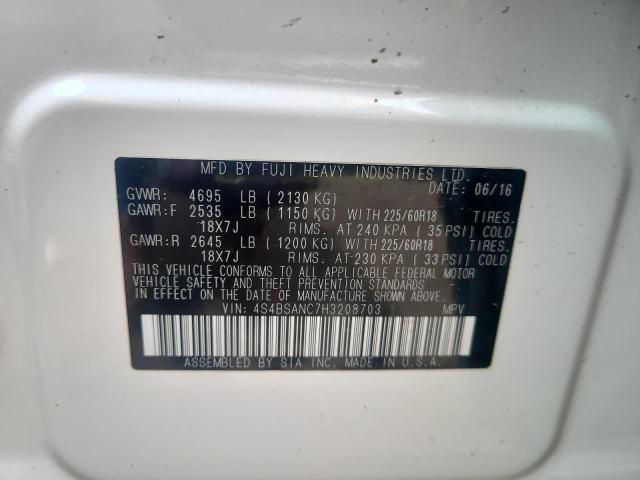 MFD BY FUJI HEAVY INDUSTRIES LTD.
DATE: 06/16
GVWR: 4695 LB (2130 KG)
GAWR:F 2535 LB (1150 KG) WITH 225/60R18 TIRES.
18X7J RIMS. AT 240 KPA (35 PSI) COLD
GAWR:R 2645 LB (1200 KG) WITH 225/60R18 TIRES.
18X7J RIMS. AT 230 KPA (33 PSI) COLD
THIS VEHICLE CONFORMS TO ALL APPLICABLE FEDERAL MOTOR
VEHICLE SAFETY, BUMPER, AND THEFT PREVENTION STANDARDS
IN EFFECT ON THE DATE OF MANUFACTURE SHOWN ABOVE.
VIN: 4S4BSANC7H3208703 MPV
ASSEMBLED BY SIA INC. MADE IN U.S.A.